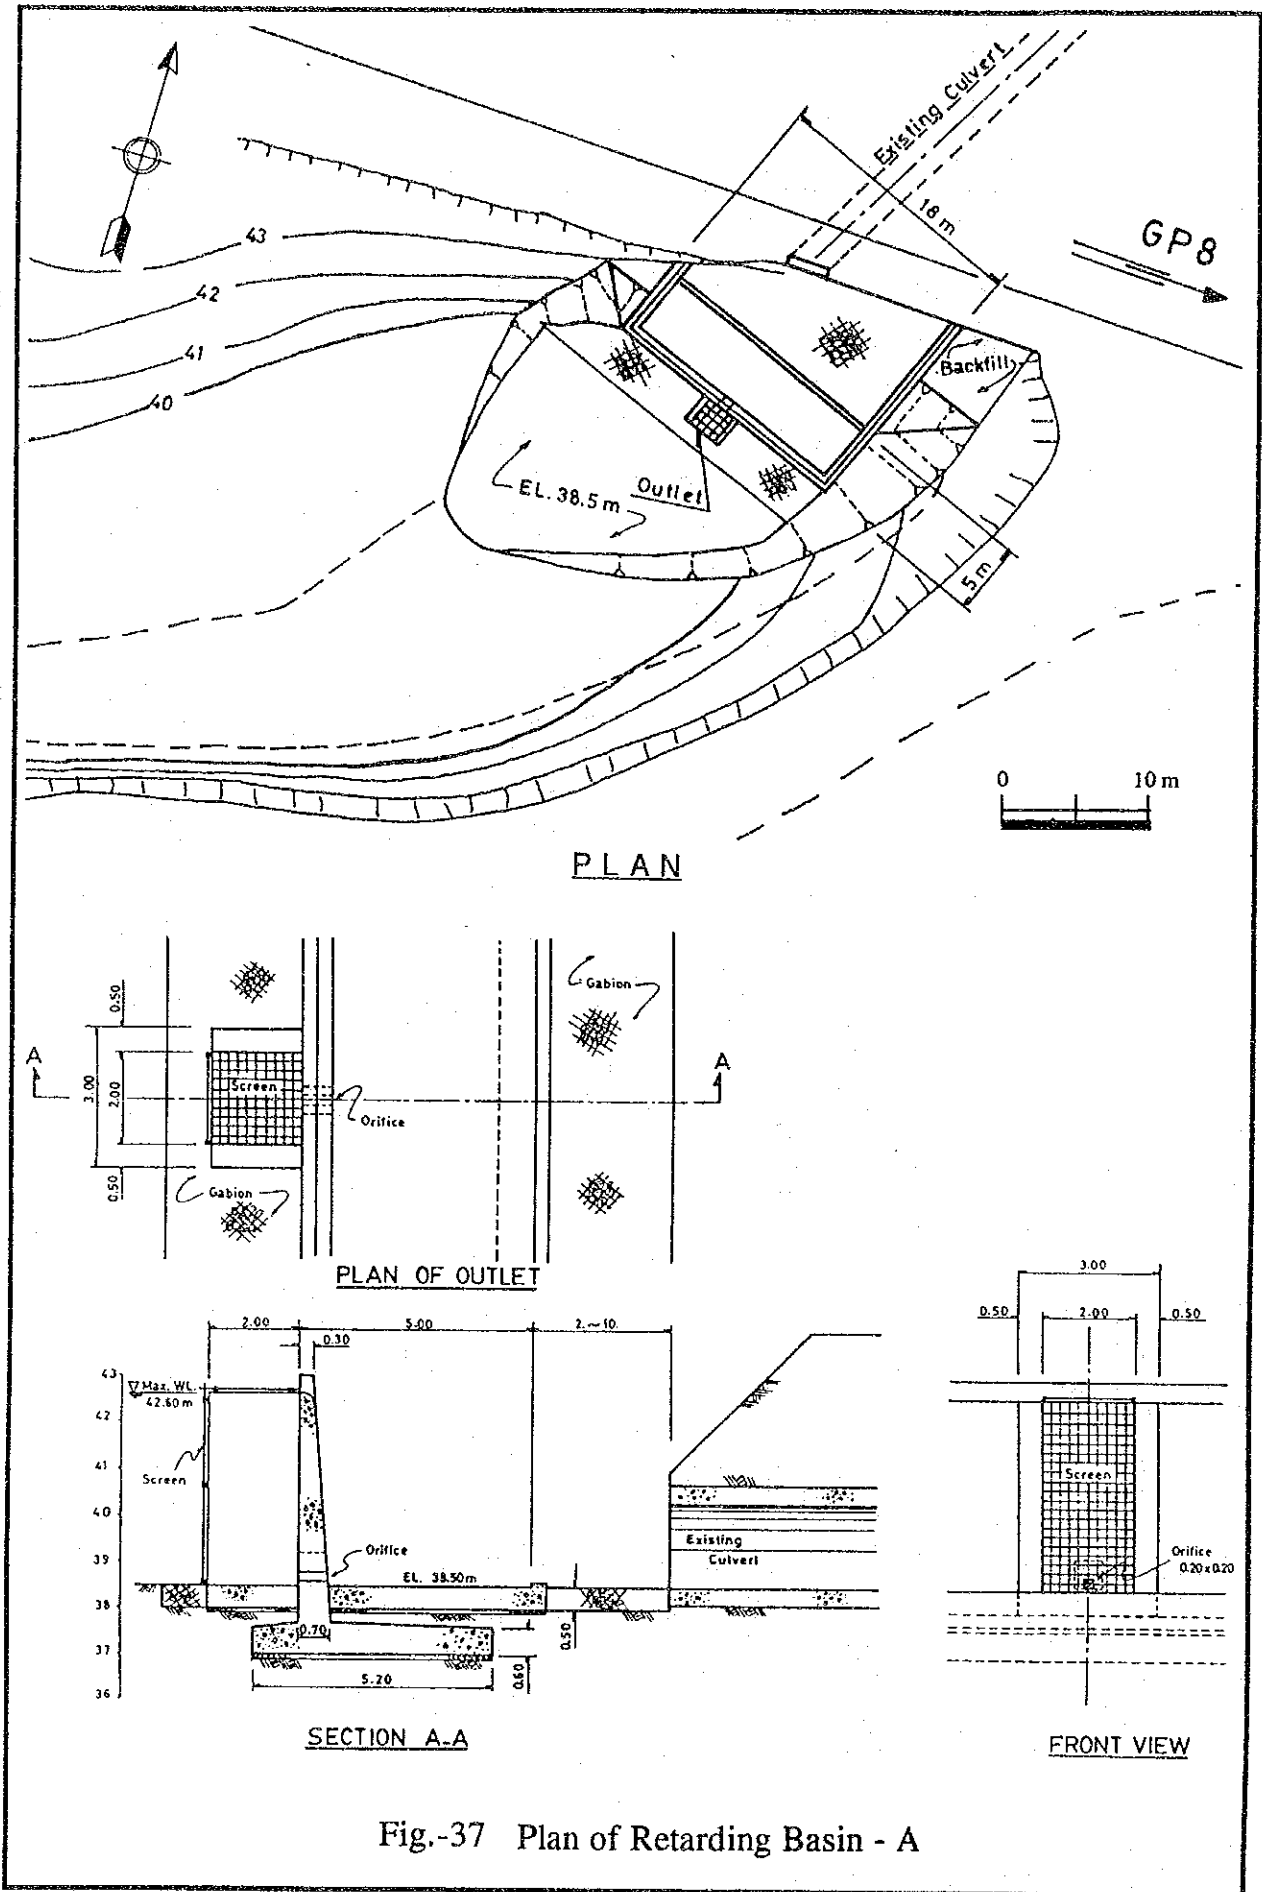 Existing Culvert
18 m
GP8
43
42
41
40
Backfill
EL. 38.5 m
Outlet
5 m
0
10 m
PLAN
0.50
Gabion
A
3.00
2.00
Screen
Orifice
A
0.50
Gabion
PLAN OF OUTLET
2.00
5.00
2.~10.
0.30
43
Max. WL.
42.60 m
42
41
Screen
40
39
Orifice
EL. 38.50m
38
37
36
0.70
5.20
0.60
0.50
Existing
Culvert
SECTION A-A
3.00
0.50
2.00
0.50
Screen
Orifice
0.20x0.20
FRONT VIEW
Fig.-37 Plan of Retarding Basin - A